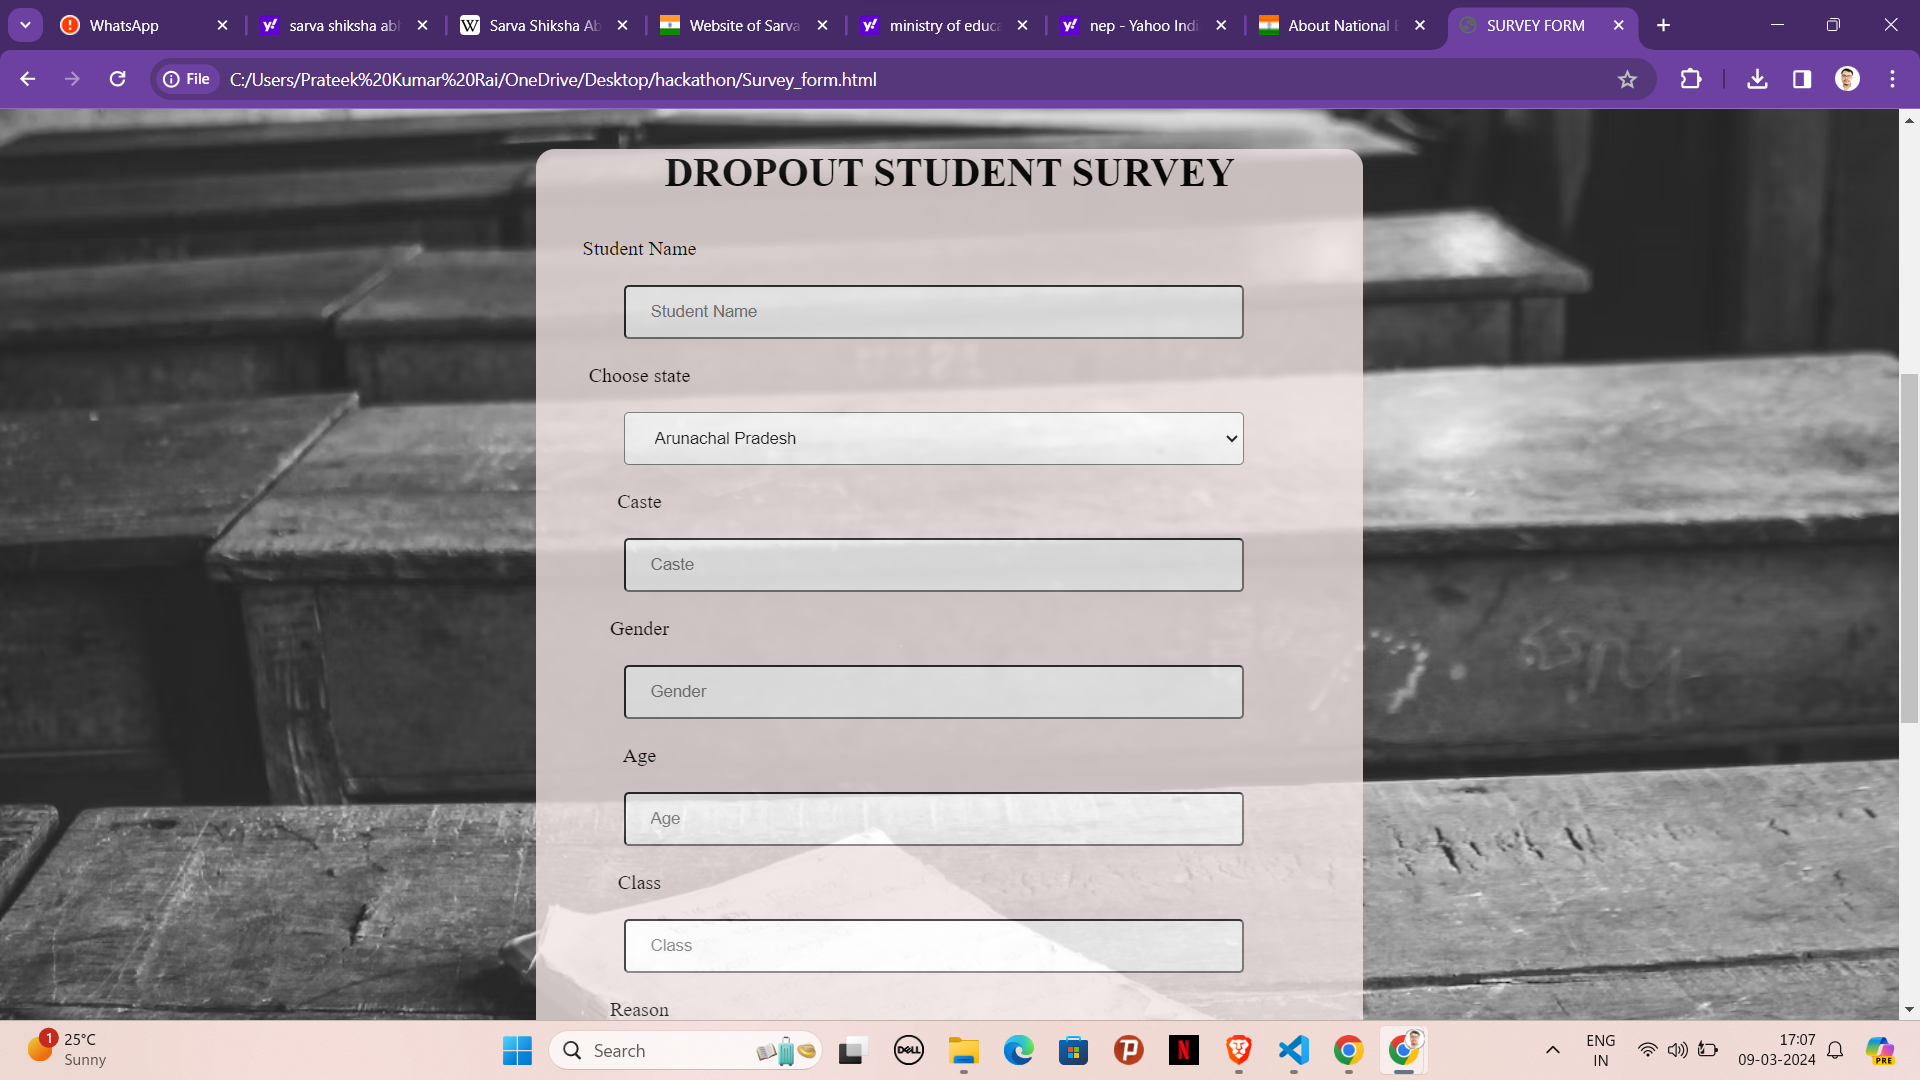 WhatsApp
sarva shiksha abl
Sarva Shiksha Ab
Website of Sarva
ministry of educa
nep - Yahoo Indi
About National E
SURVEY FORM
File
C:/Users/Prateek%20Kumar%20Rai/OneDrive/Desktop/hackathon/Survey_form.html
DROPOUT STUDENT SURVEY
Student Name
Student Name
Choose state
Arunachal Pradesh
Caste
Caste
Gender
Gender
Age
Age
Class
Class
Reason
1
25°C
Sunny
Search
DELL
ENG
IN
17:07
09-03-2024
PRE